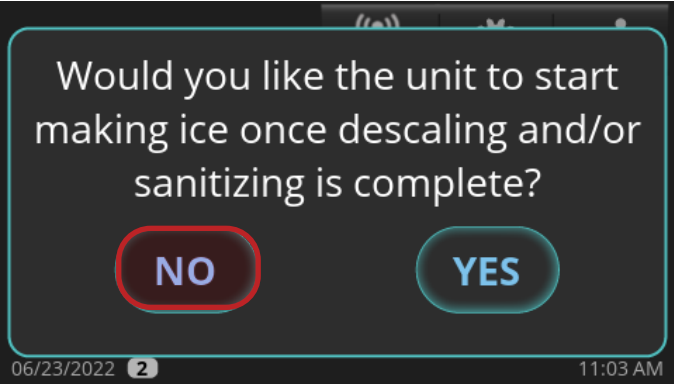 Would you like the unit to start
making ice once descaling and/or
sanitizing is complete?
NO YES
06/23/2022 2 11:03 AM